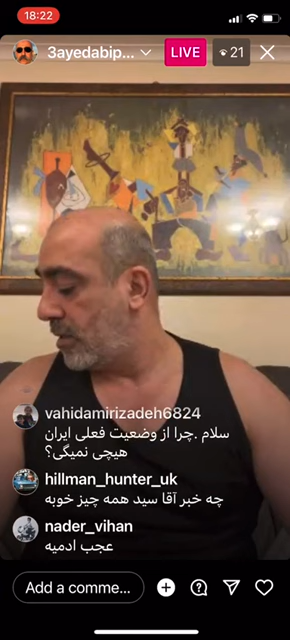 18:22
3ayedabip...
LIVE
21
vahidamirizadeh6824
سلام .چرا از وضعیت فعلی ایران
هیچی نمیگی؟
hillman_hunter_uk
چه خبر آقا سید همه چیز خوبه
nader_vihan
عجب ادمیه
Add a comme...